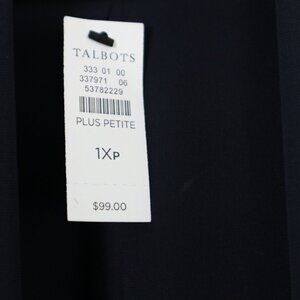 TALBOTS
333 01 00
337971 06
53782229
PLUS PETITE
1XP
$99.00